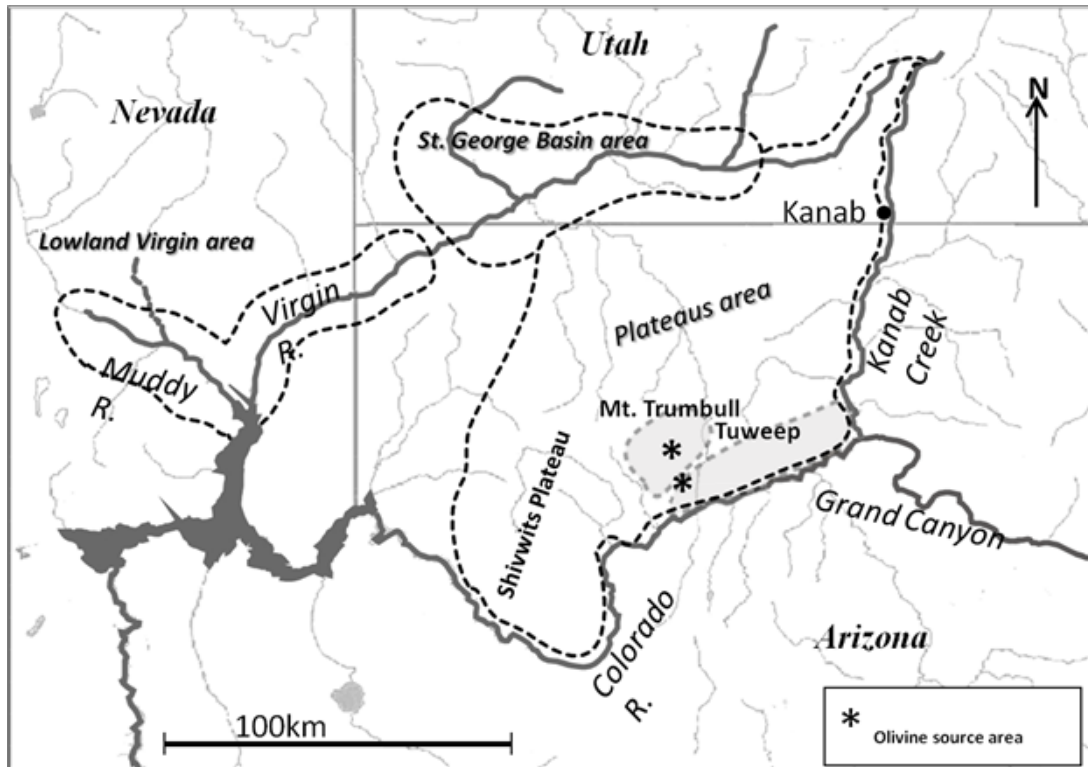 Utah
Nevada
N
St. George Basin area
Kanab
Lowland Virgin area
Virgin
R.
Plateaus area
Kanab
Creek
Muddy
R.
Mt. Trumbull
Tuweep
*
*
Shivwits Plateau
Grand Canyon
Colorado
R.
Arizona
100km
* Olivine source area